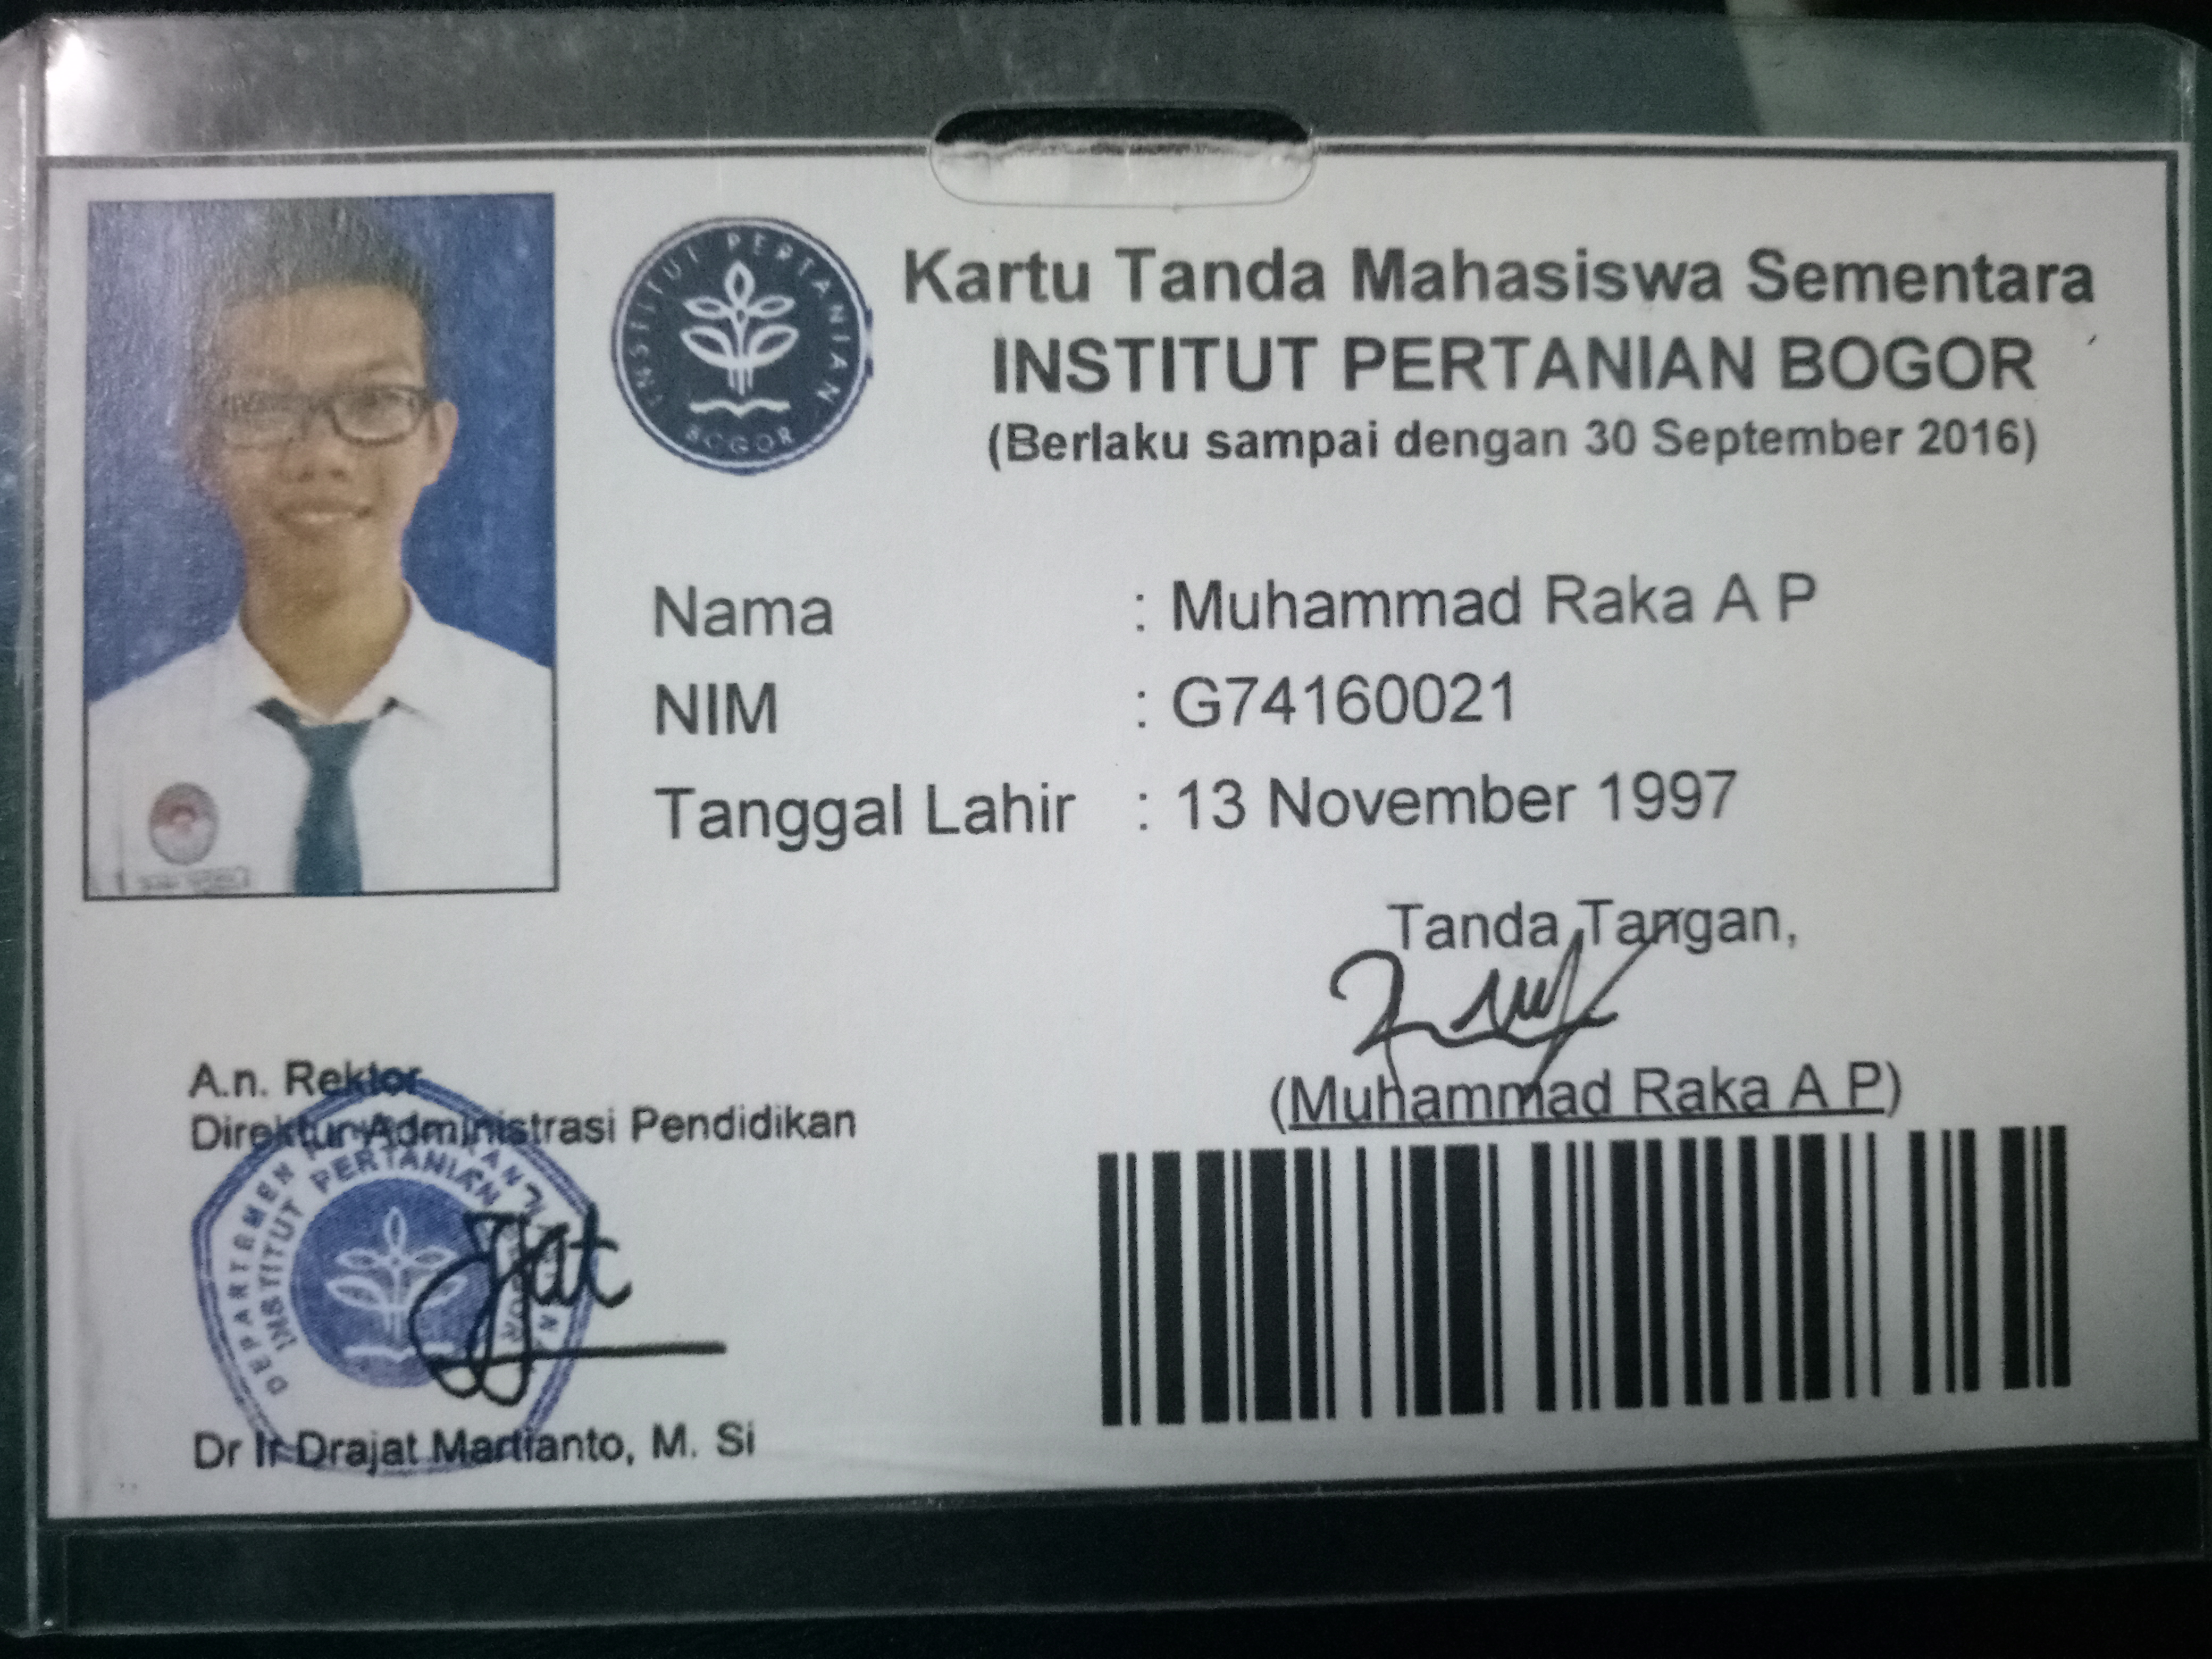 INSTITUT PERTANIAN
BOGOR
Kartu Tanda Mahasiswa Sementara
INSTITUT PERTANIAN BOGOR
(Berlaku sampai dengan 30 September 2016)
Nama : Muhammad Raka A P
NIM : G74160021
Tanggal Lahir : 13 November 1997
Tanda Tangan,
(Muhammad Raka A P)
A.n. Rektor
Direktur Administrasi Pendidikan
DEPARTEMEN
INSTITUT PERTANIAN
Dr Ir Drajat Martianto, M. Si